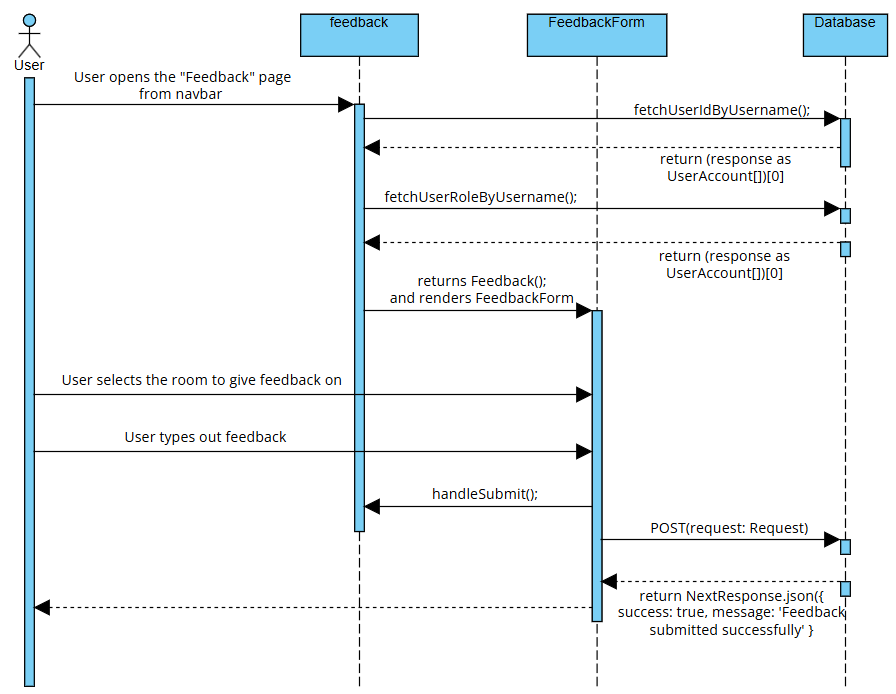 feedback
FeedbackForm
Database
User
User opens the "Feedback" page
from navbar
fetchUserIdByUsername();
return (response as
UserAccount[])[0]
fetchUserRoleByUsername();
return (response as
UserAccount[])[0]
returns Feedback();
and renders FeedbackForm
User selects the room to give feedback on
User types out feedback
handleSubmit();
POST(request: Request)
return NextResponse.json({
success: true, message: 'Feedback
submitted successfully' }